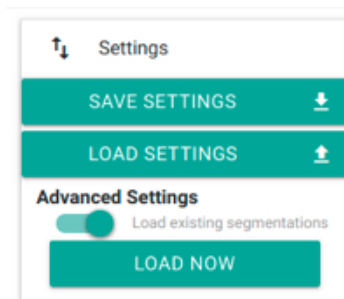 Settings
SAVE SETTINGS
LOAD SETTINGS
Advanced Settings
Load existing segmentations
LOAD NOW